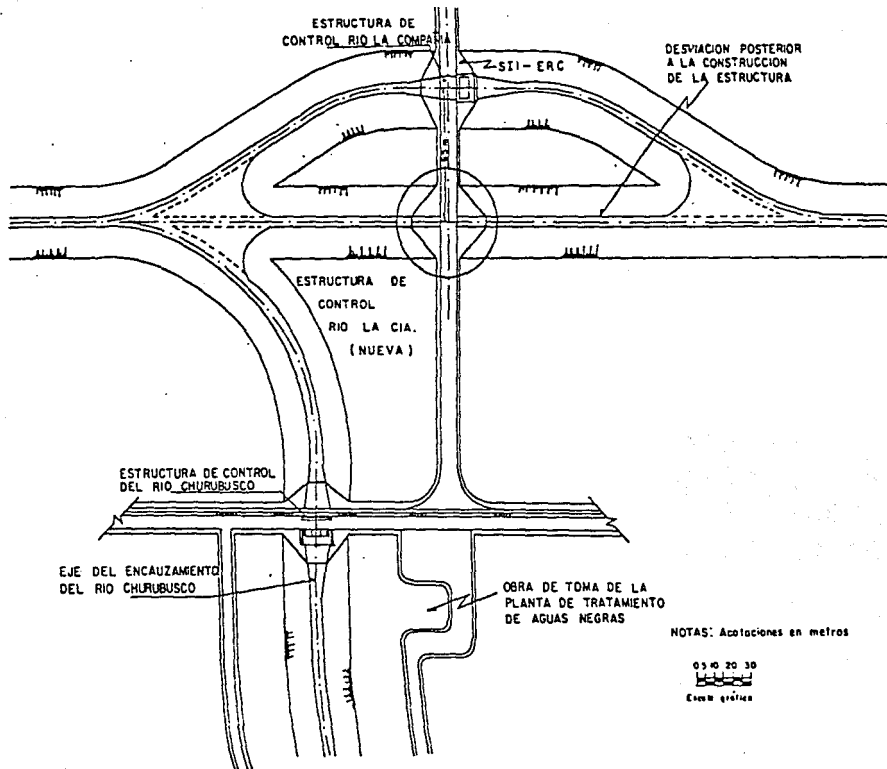 ESTRUCTURA DE
CONTROL RIO LA COMPAÑIA
SI1-ERC
DESVIACION POSTERIOR
A LA CONSTRUCCION
DE LA ESTRUCTURA
ESTRUCTURA DE
CONTROL
RIO LA CIA.
(NUEVA)
ESTRUCTURA DE CONTROL
DEL RIO CHURUBUSCO
EJE DEL ENCAUZAMIENTO
DEL RIO CHURUBUSCO
OBRA DE TOMA DE LA
PLANTA DE TRATAMIENTO
DE AGUAS NEGRAS
NOTAS: Acotaciones en metros
0 5 10 20 30
Escala gráfica